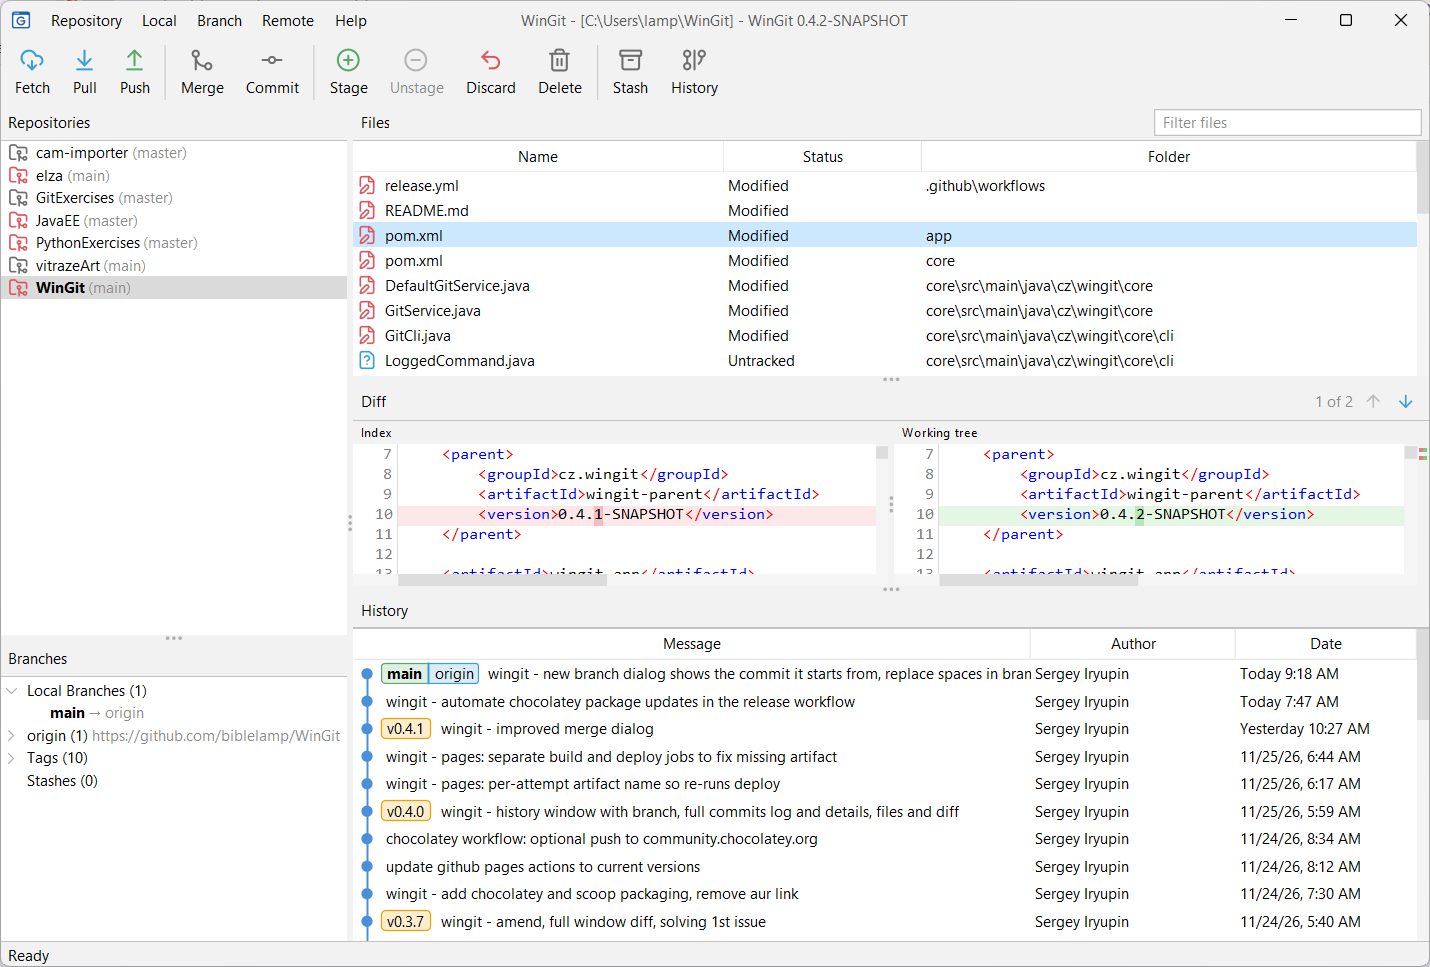 Repository Local Branch Remote Help WinGit - [C:\Users\lamp\WinGit] - WinGit 0.4.2-SNAPSHOT
Fetch Pull Push Merge Commit Stage Unstage Discard Delete Stash History
Repositories
cam-importer (master)
elza (main)
GitExercises (master)
JavaEE (master)
PythonExercises (master)
vitrazeArt (main)
WinGit (main)
Branches
Local Branches (1)
main → origin
origin (1) https://github.com/biblelamp/WinGit
Tags (10)
Stashes (0)
Files Filter files
Name Status Folder
release.yml Modified .github\workflows
README.md Modified
pom.xml Modified app
pom.xml Modified core
DefaultGitService.java Modified core\src\main\java\cz\wingit\core
GitService.java Modified core\src\main\java\cz\wingit\core
GitCli.java Modified core\src\main\java\cz\wingit\core\cli
LoggedCommand.java Untracked core\src\main\java\cz\wingit\core\cli
Diff 1 of 2
Index
7 <parent>
8 <groupId>cz.wingit</groupId>
9 <artifactId>wingit-parent</artifactId>
10 <version>0.4.1-SNAPSHOT</version>
11 </parent>
12
13 <artifactId>wingit-app</artifactId>
Working tree
7 <parent>
8 <groupId>cz.wingit</groupId>
9 <artifactId>wingit-parent</artifactId>
10 <version>0.4.2-SNAPSHOT</version>
11 </parent>
12
13 <artifactId>wingit-app</artifactId>
History
Message Author Date
main origin wingit - new branch dialog shows the commit it starts from, replace spaces in bran Sergey Iryupin Today 9:18 AM
wingit - automate chocolatey package updates in the release workflow Sergey Iryupin Today 7:47 AM
v0.4.1 wingit - improved merge dialog Sergey Iryupin Yesterday 10:27 AM
wingit - pages: separate build and deploy jobs to fix missing artifact Sergey Iryupin 11/25/26, 6:44 AM
wingit - pages: per-attempt artifact name so re-runs deploy Sergey Iryupin 11/25/26, 6:17 AM
v0.4.0 wingit - history window with branch, full commits log and details, files and diff Sergey Iryupin 11/25/26, 5:59 AM
chocolatey workflow: optional push to community.chocolatey.org Sergey Iryupin 11/24/26, 8:34 AM
update github pages actions to current versions Sergey Iryupin 11/24/26, 8:12 AM
wingit - add chocolatey and scoop packaging, remove aur link Sergey Iryupin 11/24/26, 7:30 AM
v0.3.7 wingit - amend, full window diff, solving 1st issue Sergey Iryupin 11/24/26, 5:40 AM
Ready